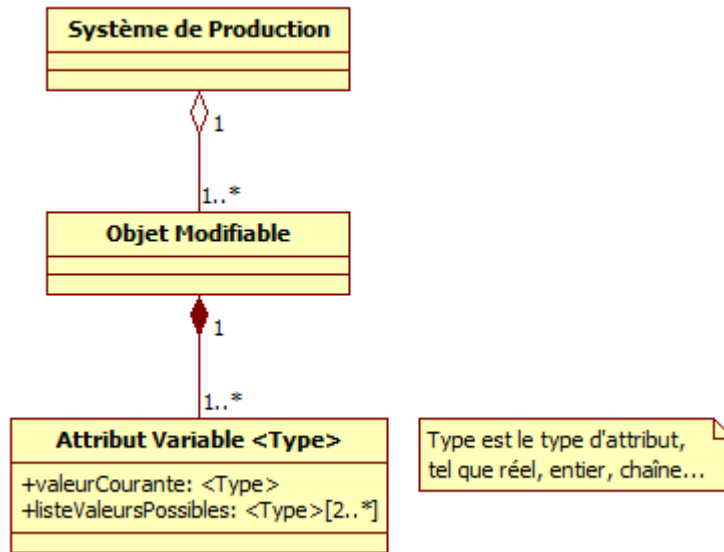 Système de Production
1
1..*
Objet Modifiable
1
1..*
Attribut Variable <Type>
+valeurCourante: <Type>
+listeValeursPossibles: <Type>[2..*]
Type est le type d'attribut,
tel que réel, entier, chaîne...